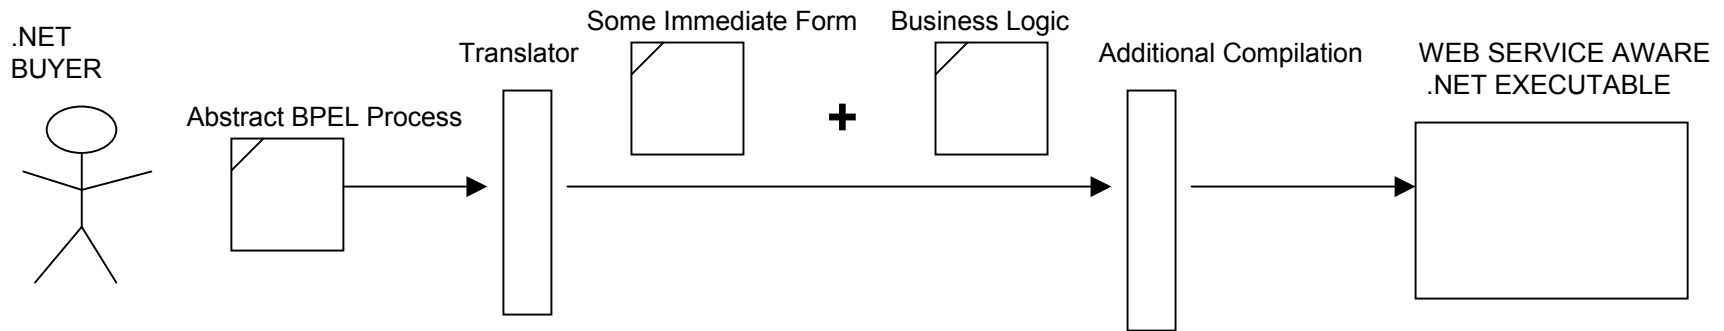 .NET
BUYER
Abstract BPEL Process
Translator
Some Immediate Form
+
Business Logic
Additional Compilation
WEB SERVICE AWARE
.NET EXECUTABLE